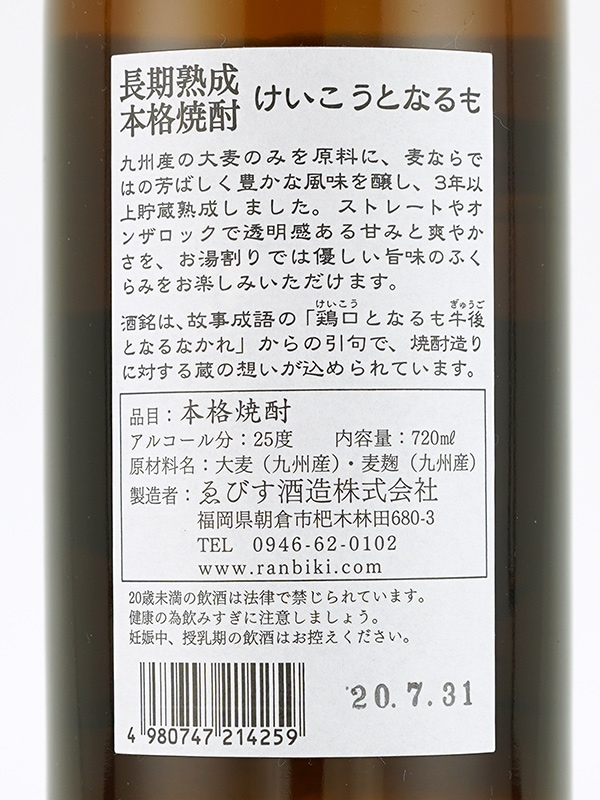 長期熟成
本格焼酎
けいこうとなるも
九州産の大麦のみを原料に、麦ならで
はの芳ばしく豊かな風味を醸し、3年以
上貯蔵熟成しました。ストレートやオ
ンザロックで透明感ある甘みと爽やか
さを、お湯割りでは優しい旨味のふく
らみをお楽しみいただけます。
けいこう ぎゅうご
酒銘は、故事成語の「鶏口となるも牛後
となるなかれ」からの引句で、焼酎造り
に対する蔵の想いが込められています。
品目：本格焼酎
アルコール分：25度 内容量：720㎖
原材料名：大麦（九州産）・麦麹（九州産）
製造者：ゑびす酒造株式会社
福岡県朝倉市杷木林田680-3
TEL 0946-62-0102
www.ranbiki.com
20歳未満の飲酒は法律で禁じられています。
健康の為飲みすぎに注意しましょう。
妊娠中、授乳期の飲酒はお控えください。
20.7.31
4 980747 214259